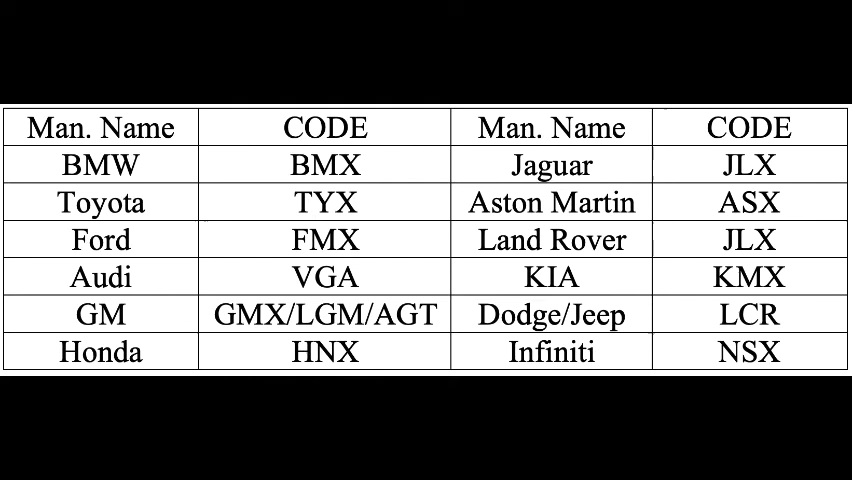 Man. Name CODE Man. Name CODE
BMW BMX Jaguar JLX
Toyota TYX Aston Martin ASX
Ford FMX Land Rover JLX
Audi VGA KIA KMX
GM GMX/LGM/AGT Dodge/Jeep LCR
Honda HNX Infiniti NSX